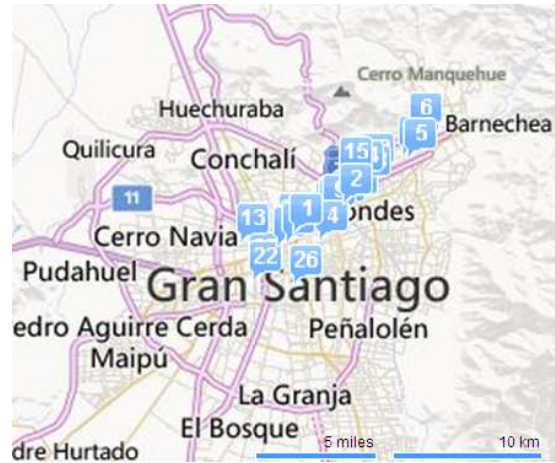 Cerro Manquehue
6
Huechuraba
5
Barnechea
Quilicura
15
Conchalí
2
11
13
1
4
ondes
Cerro Navia
22
26
Pudahuel
Gran Santiago
edro Aguirre Cerda
Peñalolén
Maipú
La Granja
El Bosque
dre Hurtado
5 miles
10 km